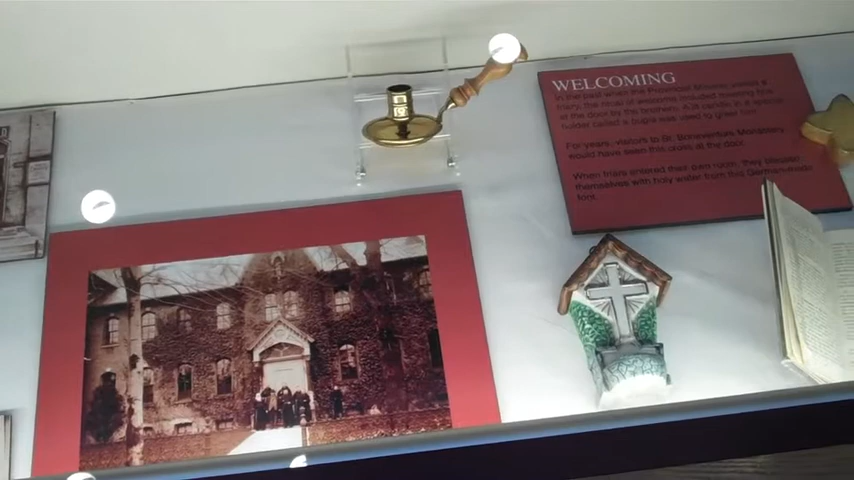 WELCOMING
In the past when the Provincial Minister visited a
friary, the ritual of welcome included meeting him
at the door by the brothers. A lit candle in a special
holder called a bugia was used to greet him.
For years, visitors to St. Bonaventure Monastery
would have seen this cross at the door.
When friars entered their own rooms, they blessed
themselves with holy water from this German-made
font.